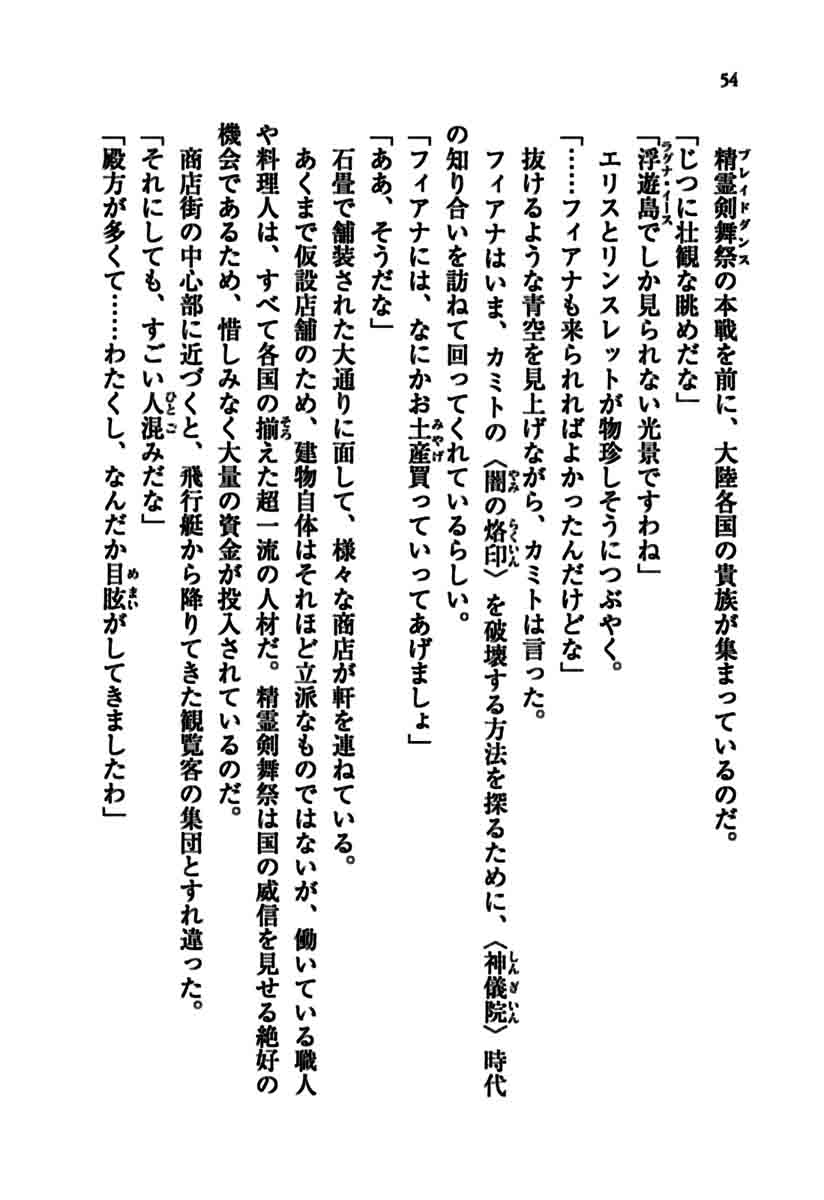 54
精霊剣舞祭の本戦を前に、大陸各国の貴族が集まっているのだ。
ブレイドダンス
「じつに壮観な眺めだな」
「浮遊島でしか見られない光景ですわね」
ラグナ・イース
エリスとリンスレットが物珍しそうにつぶやく。
「……フィアナも来られればよかったんだけどな」
抜けるような青空を見上げながら、カミトは言った。
フィアナはいま、カミトの〈闇の烙印〉を破壊する方法を探るために、〈神儀院〉時代
やみ
らくいん
しんぎいん
の知り合いを訪ねて回ってくれているらしい。
「フィアナには、なにかお土産買っていってあげましょ」
みやげ
「ああ、そうだな」
石畳で舗装された大通りに面して、様々な商店が軒を連ねている。
あくまで仮設店舗のため、建物自体はそれほど立派なものではないが、働いている職人
や料理人は、すべて各国の揃えた超一流の人材だ。精霊剣舞祭は国の威信を見せる絶好の
そろ
機会であるため、惜しみなく大量の資金が投入されているのだ。
商店街の中心部に近づくと、飛行艇から降りてきた観覧客の集団とすれ違った。
「それにしても、すごい人混みだな」
ひとご
「殿方が多くて……わたくし、なんだか目眩がしてきましたわ」
めまい